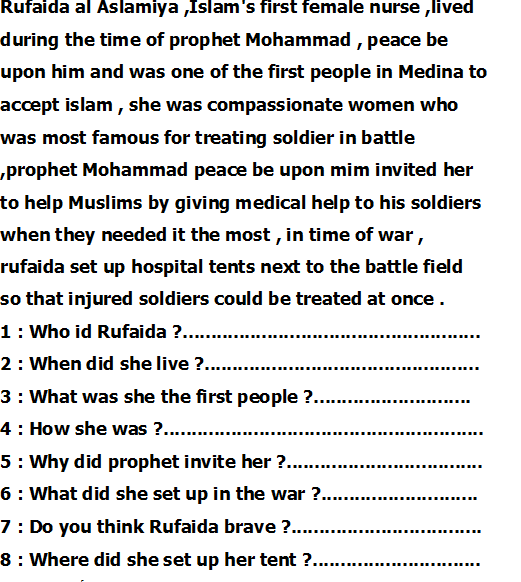 Rufaida al Aslamiya ,Islam's first female nurse ,lived
during the time of prophet Mohammad , peace be
upon him and was one of the first people in Medina to
accept islam , she was compassionate women who
was most famous for treating soldier in battle
,prophet Mohammad peace be upon mim invited her
to help Muslims by giving medical help to his soldiers
when they needed it the most , in time of war ,
rufaida set up hospital tents next to the battle field
so that injured soldiers could be treated at once .
1 : Who id Rufaida ?....................................................
2 : When did she live ?................................................
3 : What was she the first people ?............................
4 : How she was ?........................................................
5 : Why did prophet invite her ?..................................
6 : What did she set up in the war ?...........................
7 : Do you think Rufaida brave ?.................................
8 : Where did she set up her tent ?.............................